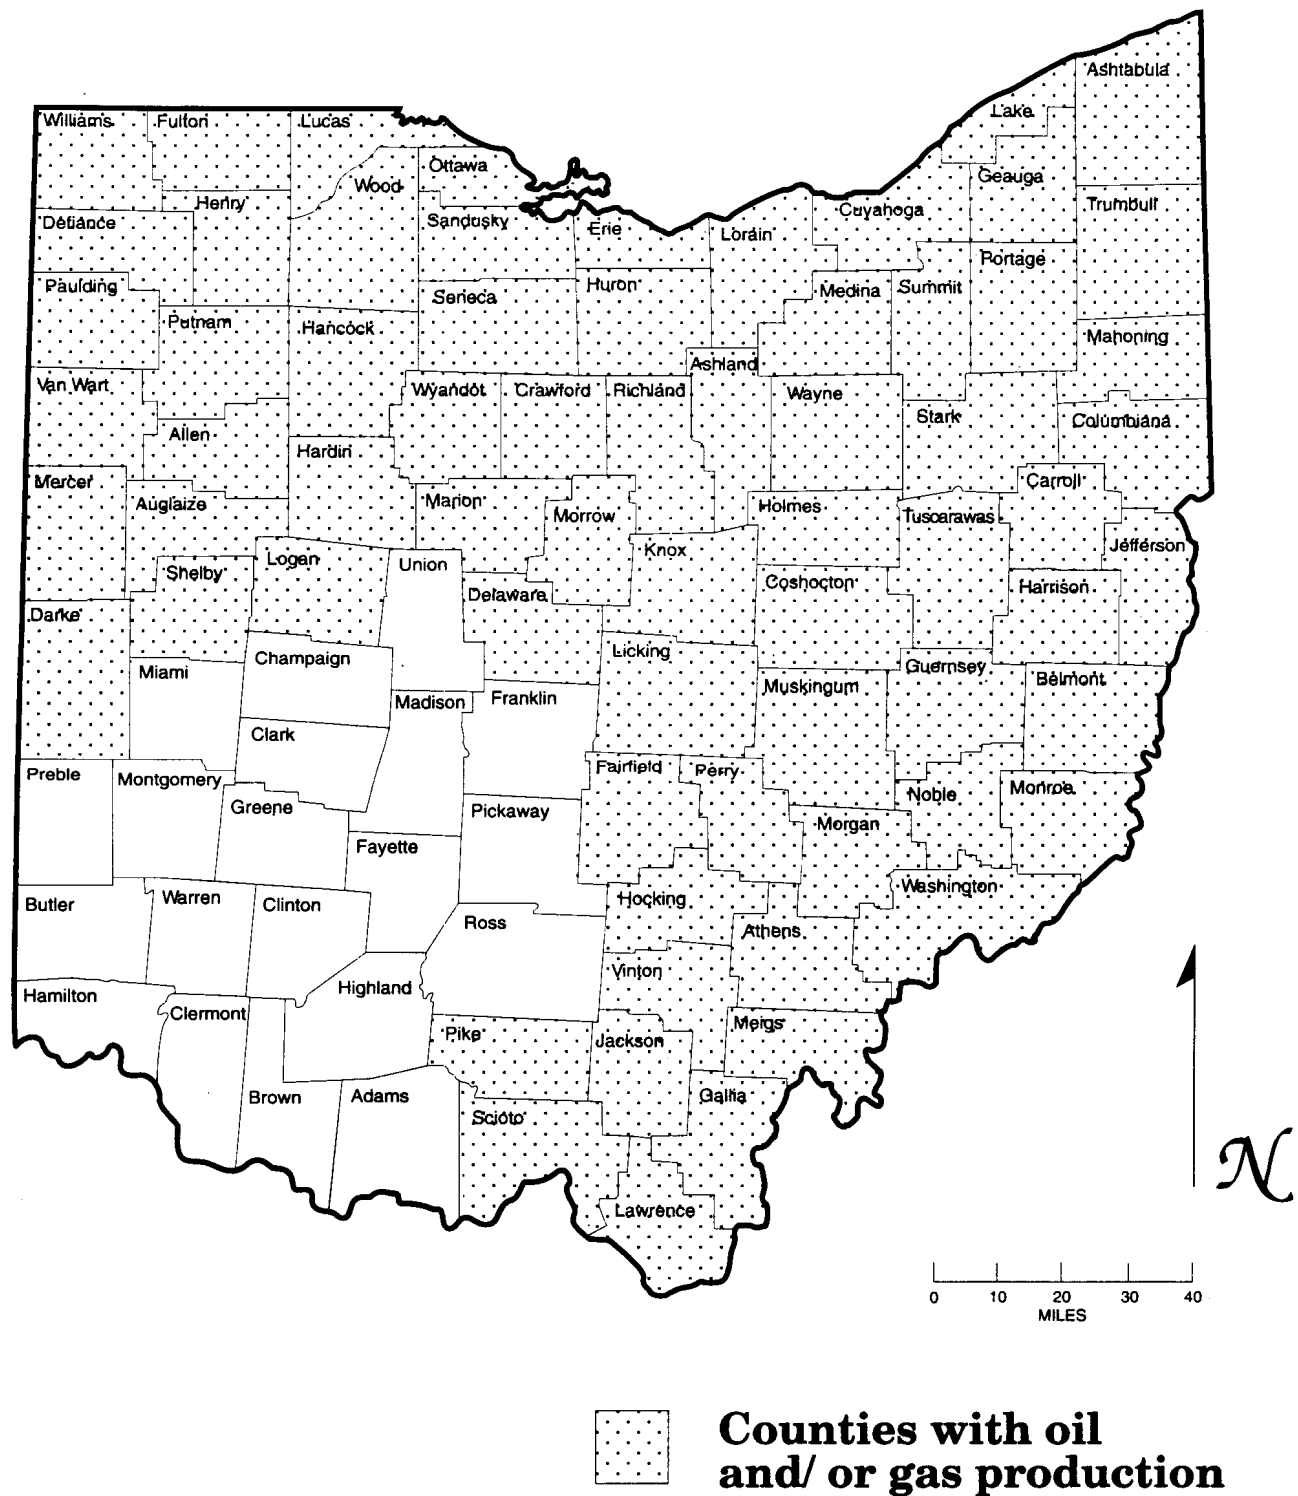 Ashtabula
Lake
Williams
Fulton
Lucas
Ottawa
Wood
Geauga
Henry
Sandusky
Cuyahoga
Trumbull
Defiance
Erie
Lorain
Portage
Paulding
Seneca
Huron
Medina
Summit
Putnam
Hancock
Mahoning
Ashland
Van Wart
Wyandot
Crawford
Richland
Wayne
Stark
Columbiana
Allen
Hardin
Mercer
Carroll
Auglaize
Marion
Morrow
Holmes
Tuscarawas
Knox
Jefferson
Logan
Union
Shelby
Coshocton
Harrison
Delaware
Darke
Champaign
Licking
Miami
Guernsey
Belmont
Muskingum
Madison
Franklin
Clark
Preble
Montgomery
Fairfield
Perry
Noble
Monroe
Greene
Pickaway
Morgan
Fayette
Washington
Butler
Warren
Clinton
Hocking
Ross
Athens
Vinton
Hamilton
Highland
Clermont
Meigs
Pike
Jackson
Brown
Adams
Gallia
Scioto
N
Lawrence
0 10 20 30 40
MILES
Counties with oil
and/ or gas production